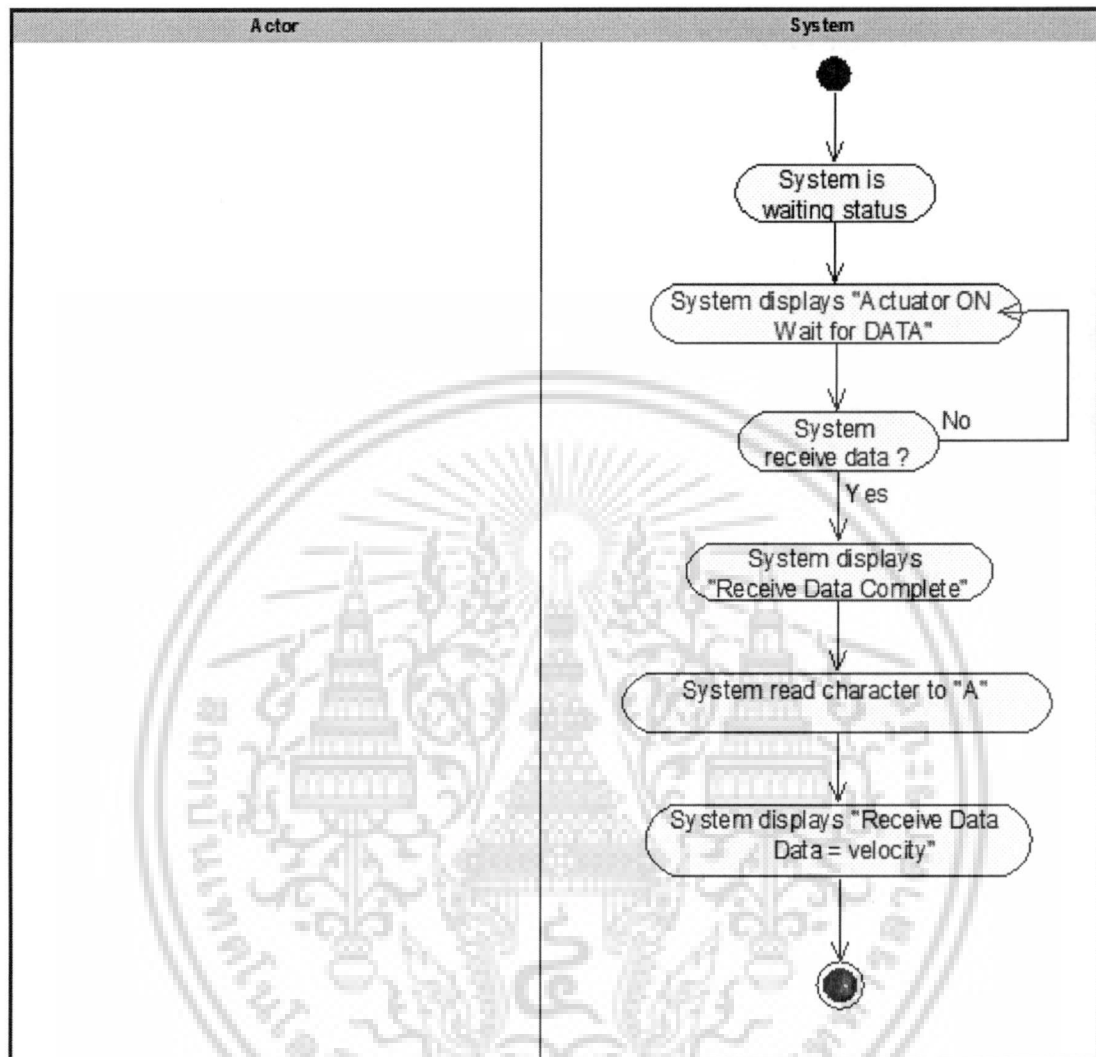 Actor
System
System is
waiting status
System displays "Actuator ON
Wait for DATA"
System
receive data ?
No
Yes
System displays
"Receive Data Complete"
System read character to "A"
System displays "Receive Data
Data = velocity"